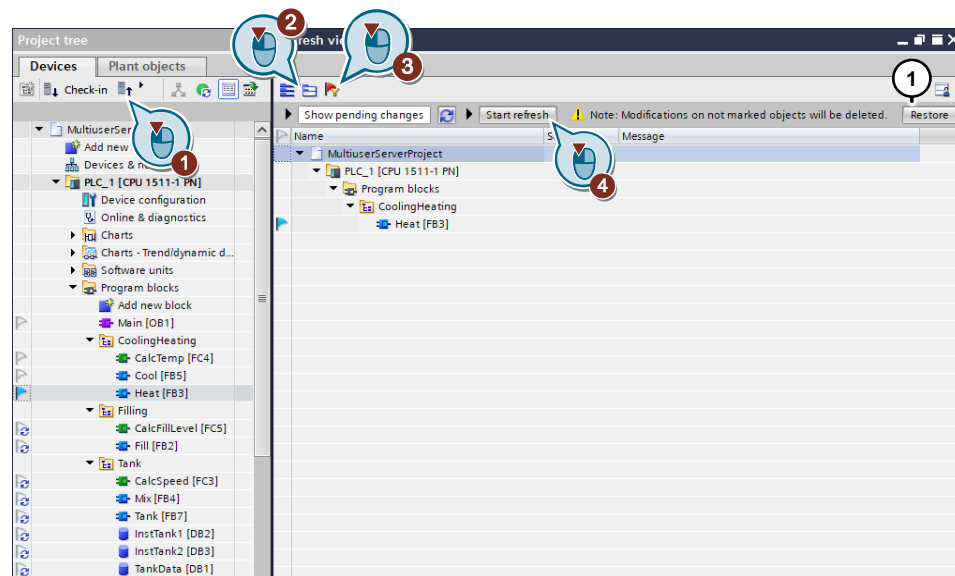 Project tree
resh vi
2
3
Devices
Plant objects
Check-in
1
Show pending changes
Start refresh
Note: Modifications on not marked objects will be deleted.
Restore
Name
S
Message
MultiuserSer
Add new
Devices & n
1
MultiuserServerProject
PLC_1 [CPU 1511-1 PN]
PLC_1 [CPU 1511-1 PN]
4
Device configuration
Program blocks
Online & diagnostics
CoolingHeating
Charts
Heat [FB3]
Charts - Trend/dynamic d...
Software units
Program blocks
Add new block
Main [OB1]
CoolingHeating
CalcTemp [FC4]
Cool [FB5]
Heat [FB3]
Filling
CalcFillLevel [FC5]
Fill [FB2]
Tank
CalcSpeed [FC3]
Mix [FB4]
Tank [FB7]
InstTank1 [DB2]
InstTank2 [DB3]
TankData [DB1]